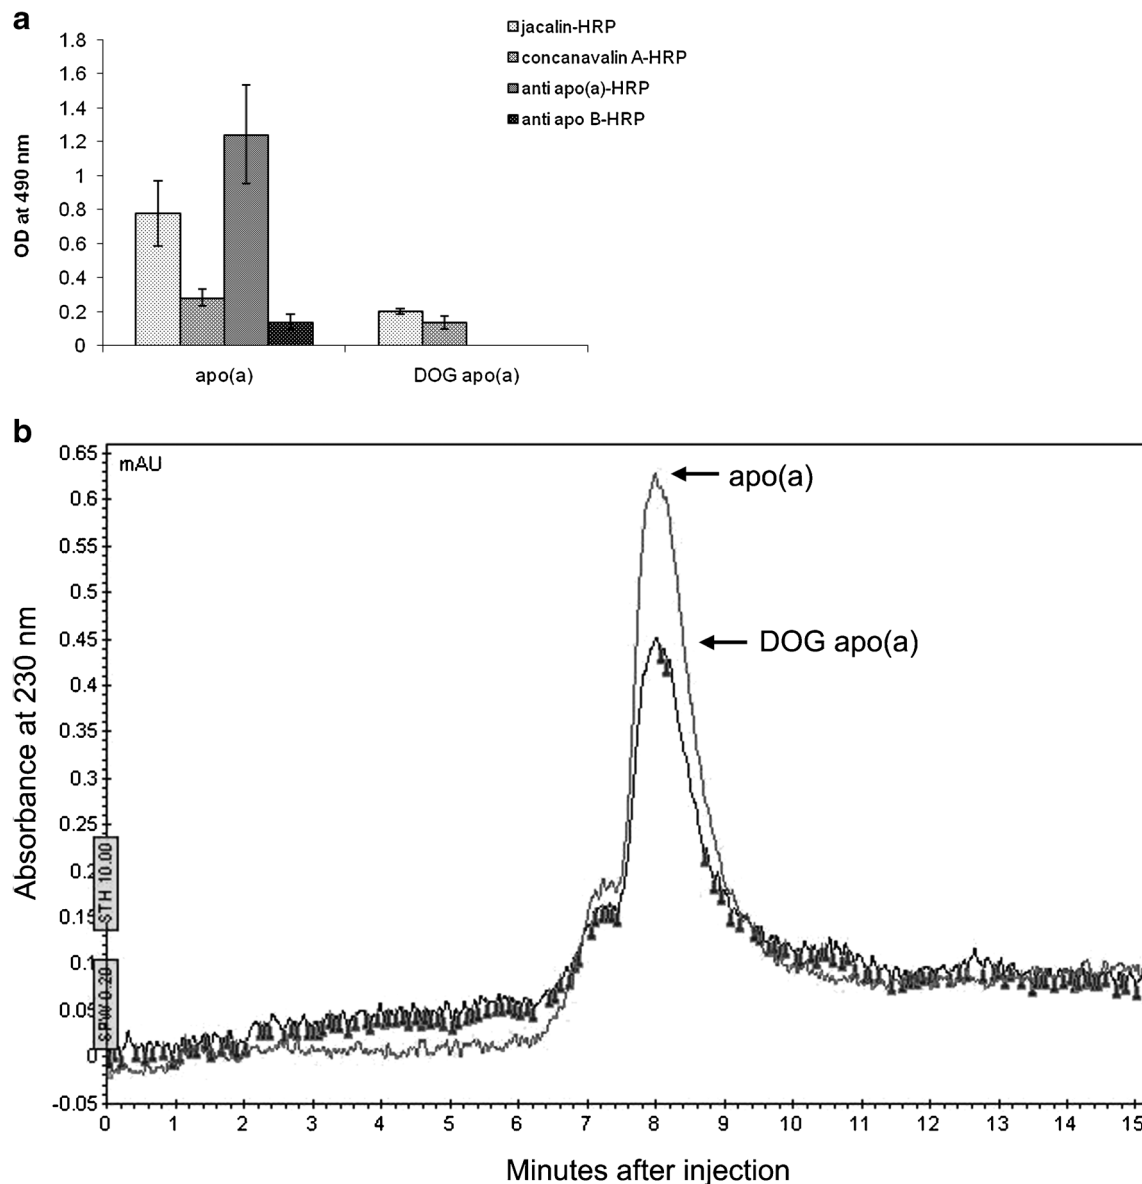 a
jacalin-HRP
concanavalin A-HRP
anti apo(a)-HRP
anti apo B-HRP
OD at 490 nm
1.8
1.6
1.4
1.2
1
0.8
0.6
0.4
0.2
0
apo(a) DOG apo(a)
b
mAU
apo(a)
DOG apo(a)
Absorbance at 230 nm
0.65
0.6
0.55
0.5
0.45
0.4
0.35
0.3
0.25
0.2
0.15
0.1
0.05
0
-0.05
STH 10.00
SPW 0.20
0 1 2 3 4 5 6 7 8 9 10 11 12 13 14 15
Minutes after injection